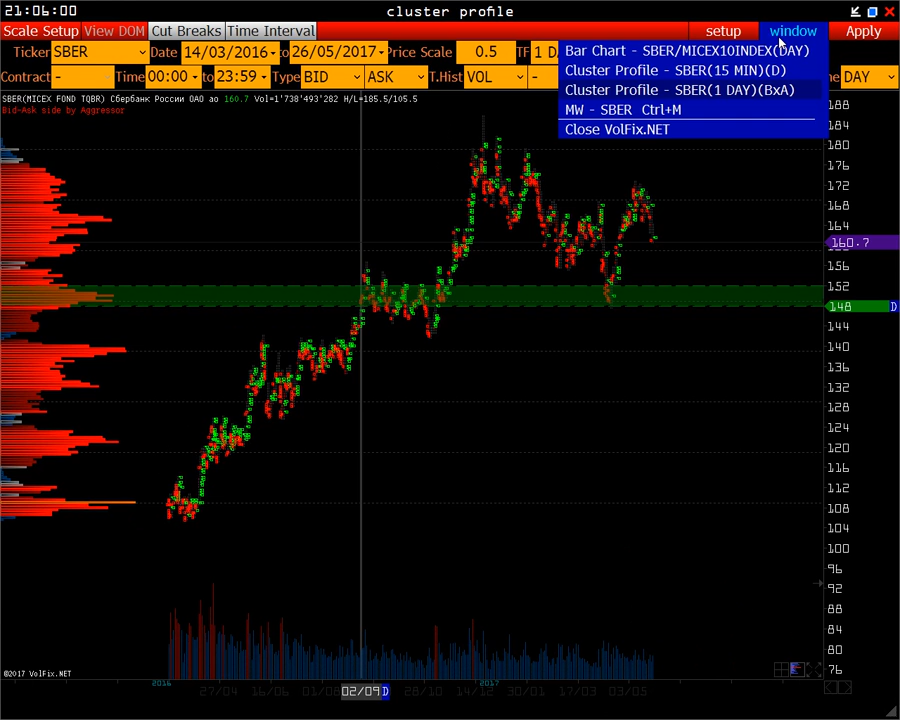 21:06:00
cluster profile
Scale Setup View DOM Cut Breaks Time Interval setup window Apply
Ticker SBER Date 14/03/2016 to 26/05/2017 Price Scale 0.5 TF 1 D
Contract - Time 00:00 to 23:59 Type BID ASK T.Hist VOL - me DAY
Bar Chart - SBER/MICEX10INDEX(DAY)
Cluster Profile - SBER(15 MIN)(D)
Cluster Profile - SBER(1 DAY)(BxA)
MW - SBER Ctrl+M
Close VolFix.NET
SBER(MICEX FOND TQBR) Сбербанк России ОАО ао 160.7 Vol=1'738'493'282 H/L=185.5/105.5
Bid-Ask side by Aggressor
188
184
180
176
172
168
164
160.7
156
152
148 D
144
140
136
132
128
124
120
116
112
108
104
100
96
92
88
84
80
76
©2017 VolFix.NET
2016 2017
27/04 16/06 01/08 02/09 D 28/10 14/12 30/01 17/03 03/05